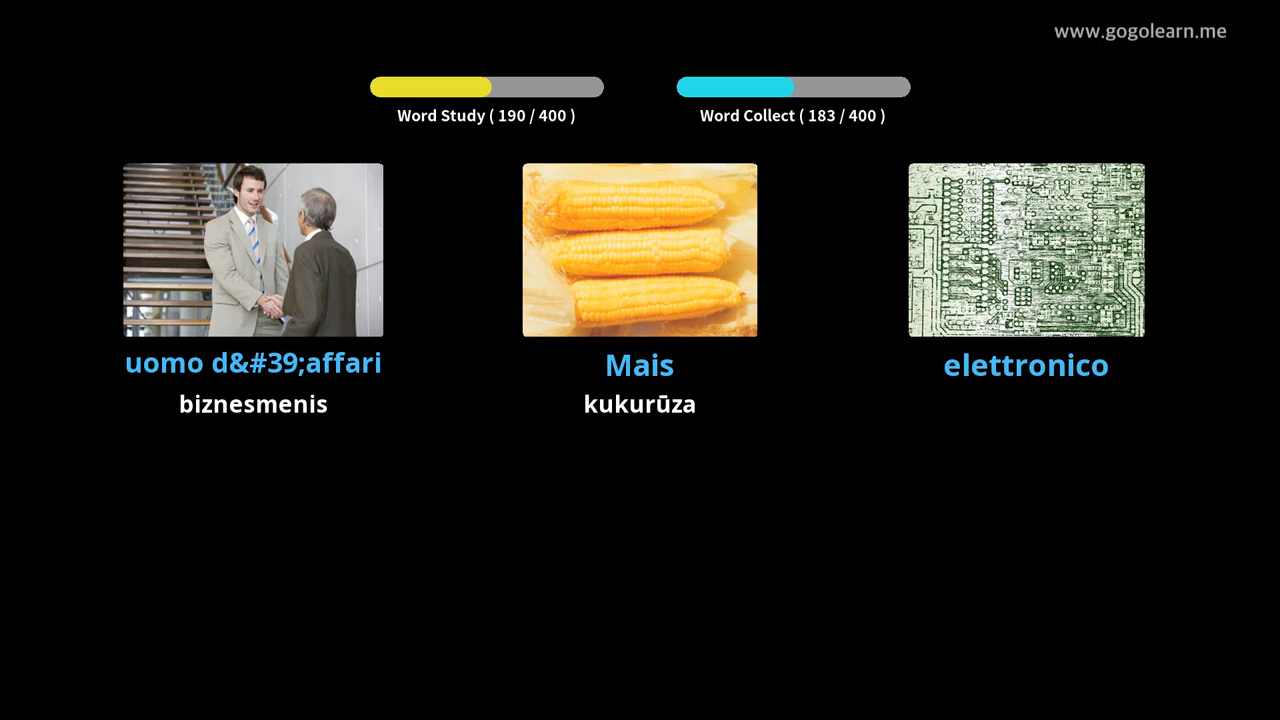 www.gogolearn.me
Word Study ( 190 / 400 )
Word Collect ( 183 / 400 )
uomo d&#39;affari
biznesmenis
Mais
kukurūza
elettronico